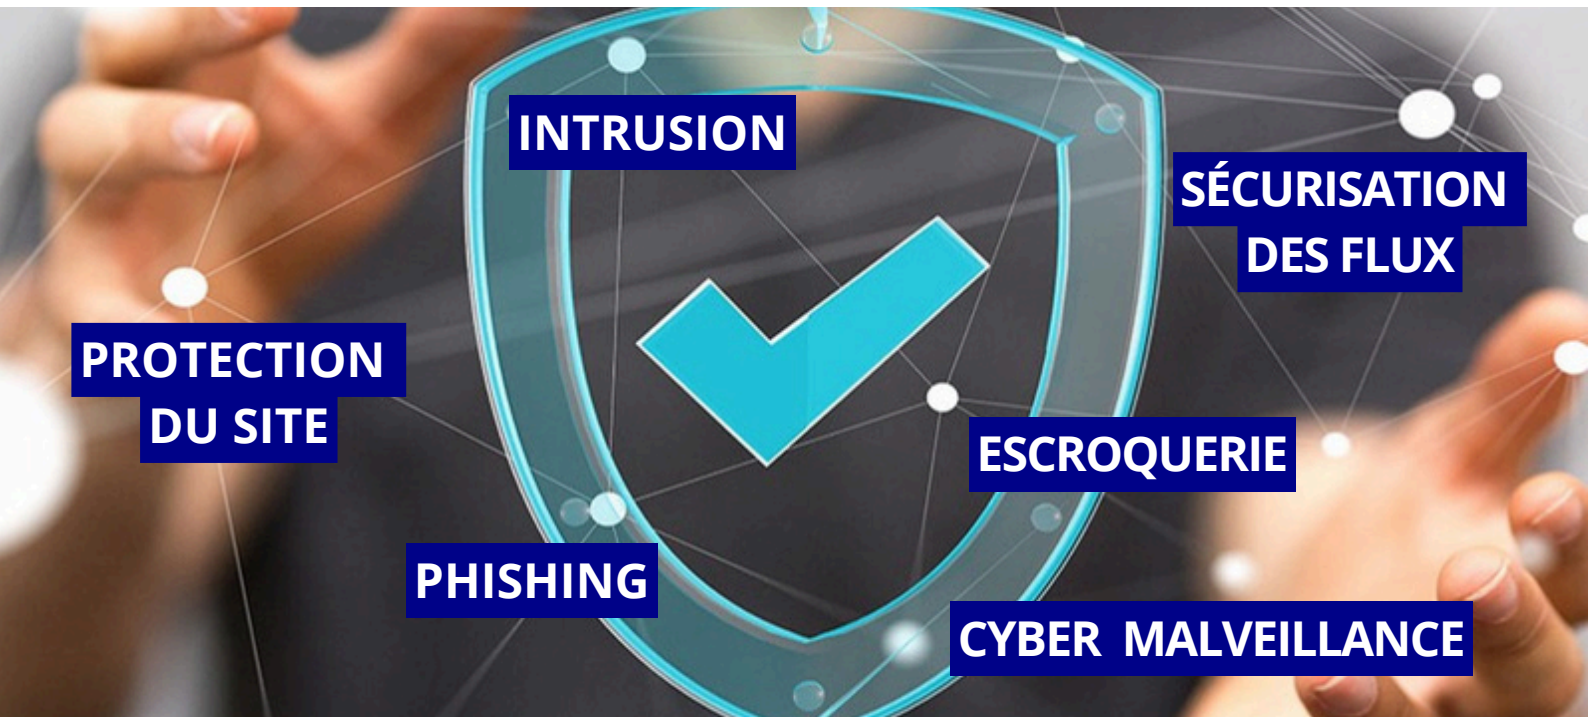 INTRUSION
SÉCURISATION
DES FLUX
PROTECTION
DU SITE
ESCROQUERIE
PHISHING
CYBER MALVEILLANCE